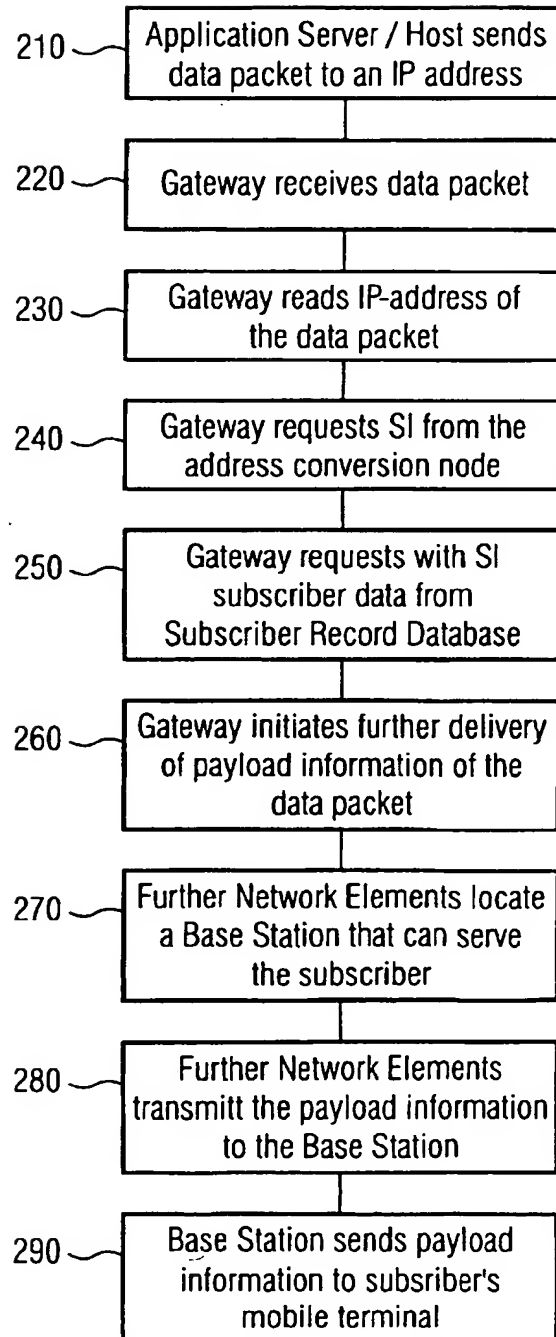 210
Application Server / Host sends
data packet to an IP address
220
Gateway receives data packet
230
Gateway reads IP-address of
the data packet
240
Gateway requests SI from the
address conversion node
250
Gateway requests with SI
subscriber data from
Subscriber Record Database
260
Gateway initiates further delivery
of payload information of the
data packet
270
Further Network Elements locate
a Base Station that can serve
the subscriber
280
Further Network Elements
transmitt the payload information
to the Base Station
290
Base Station sends payload
information to subsriber's
mobile terminal